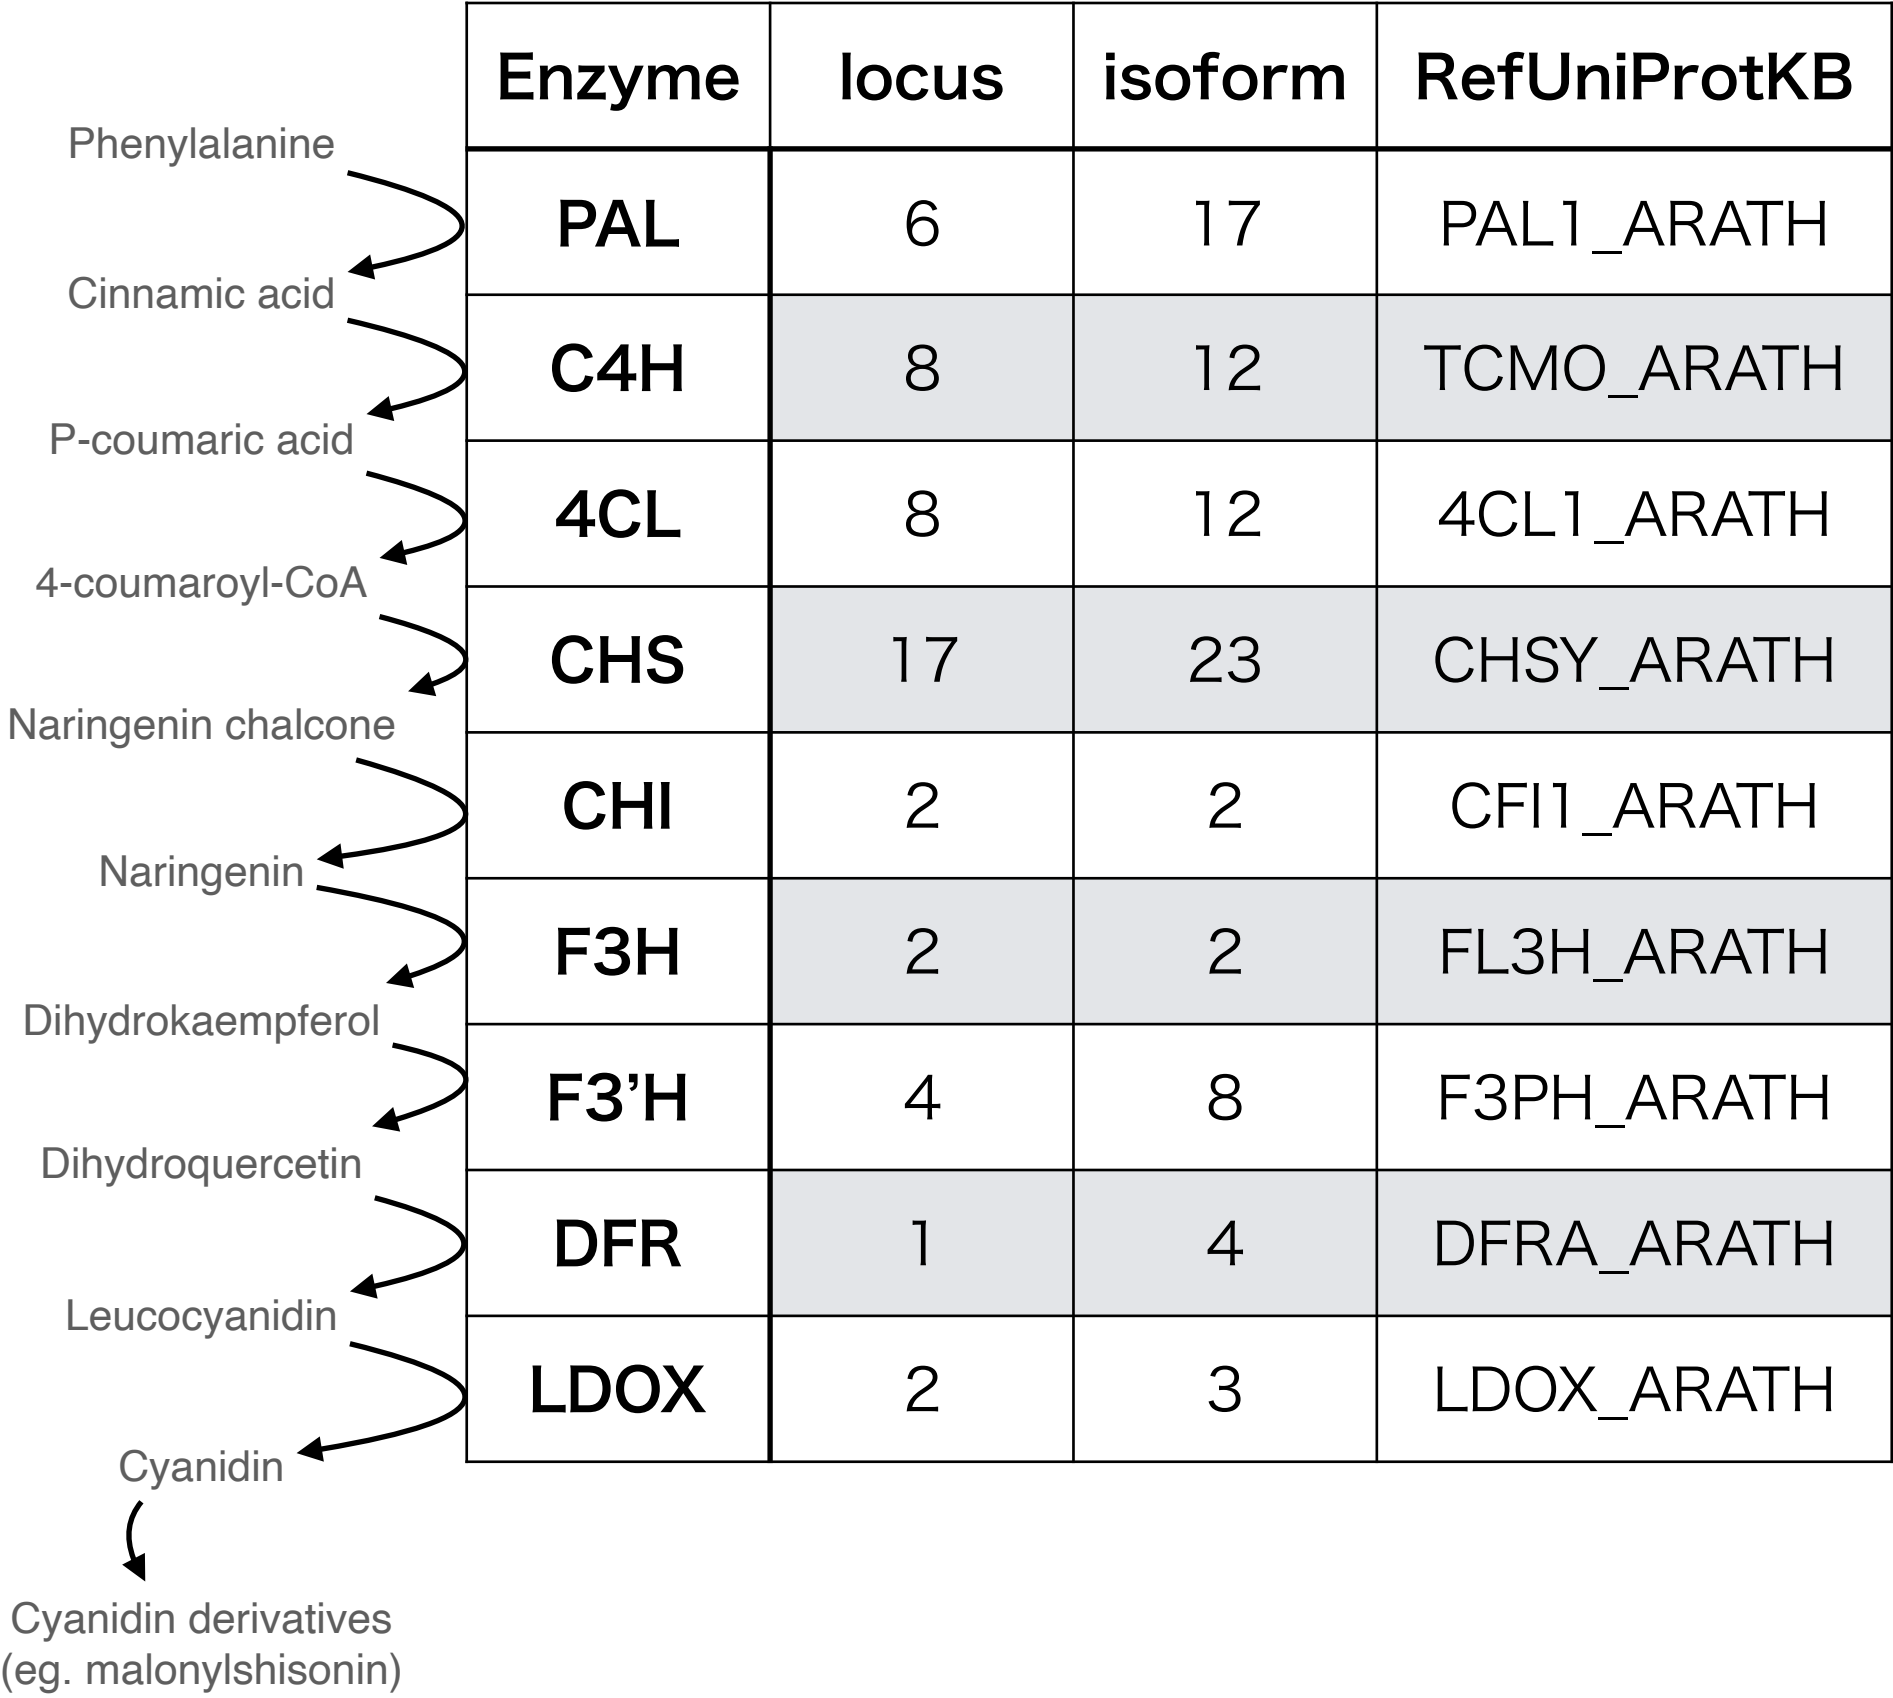 Enzyme locus isoform RefUniProtKB
Phenylalanine
PAL 6 17 PAL1_ARATH
Cinnamic acid
C4H 8 12 TCMO_ARATH
P-coumaric acid
4CL 8 12 4CL1_ARATH
4-coumaroyl-CoA
CHS 17 23 CHSY_ARATH
Naringenin chalcone
CHI 2 2 CFI1_ARATH
Naringenin
F3H 2 2 FL3H_ARATH
Dihydrokaempferol
F3’H 4 8 F3PH_ARATH
Dihydroquercetin
DFR 1 4 DFRA_ARATH
Leucocyanidin
LDOX 2 3 LDOX_ARATH
Cyanidin
Cyanidin derivatives
(eg. malonylshisonin)